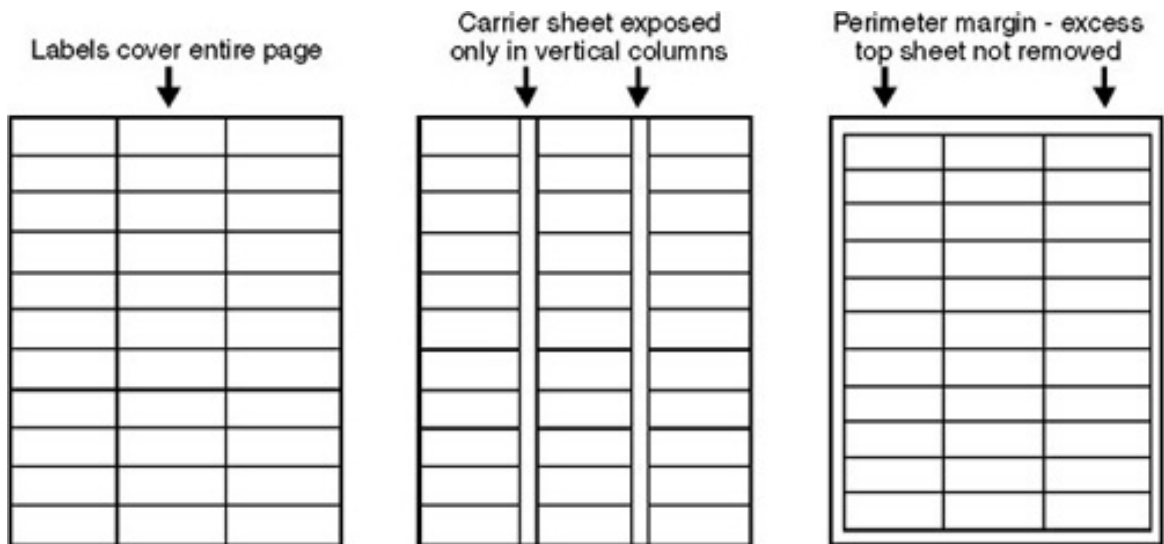 Labels cover entire page
Carrier sheet exposed
only in vertical columns
Perimeter margin - excess
top sheet not removed